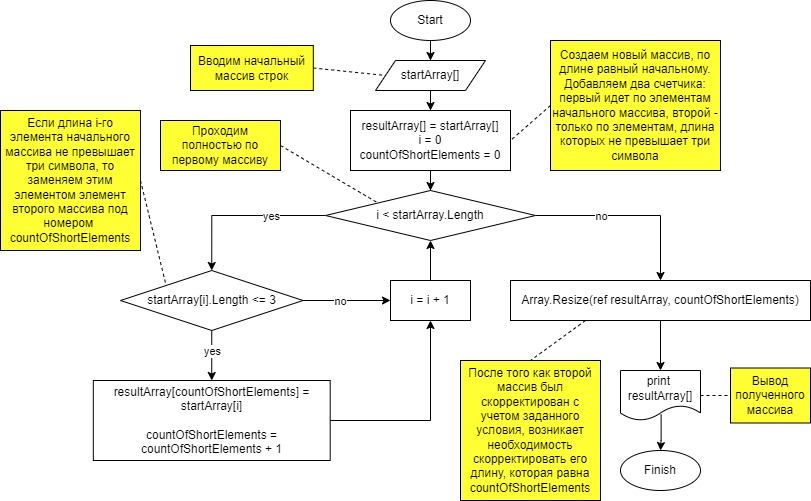 Start
Вводим начальный
массив строк
startArray[]
Создаем новый массив, по
длине равный начальному.
Добавляем два счетчика:
первый идет по элементам
начального массива, второй -
только по элементам, длина
которых не превышает три
символа
resultArray[] = startArray[]
i = 0
countOfShortElements = 0
Если длина i-го
элемента начального
массива не превышает
три символа, то
заменяем этим
элементом элемент
второго массива под
номером
countOfShortElements
Проходим
полностью по
первому массиву
i < startArray.Length
yes
no
startArray[i].Length <= 3
no
i = i + 1
Array.Resize(ref resultArray, countOfShortElements)
yes
resultArray[countOfShortElements] =
startArray[i]
countOfShortElements =
countOfShortElements + 1
После того как второй
массив был
скорректирован с
учетом заданного
условия, возникает
необходимость
скорректировать его
длину, которая равна
countOfShortElements
print
resultArray[]
Вывод
полученного
массива
Finish